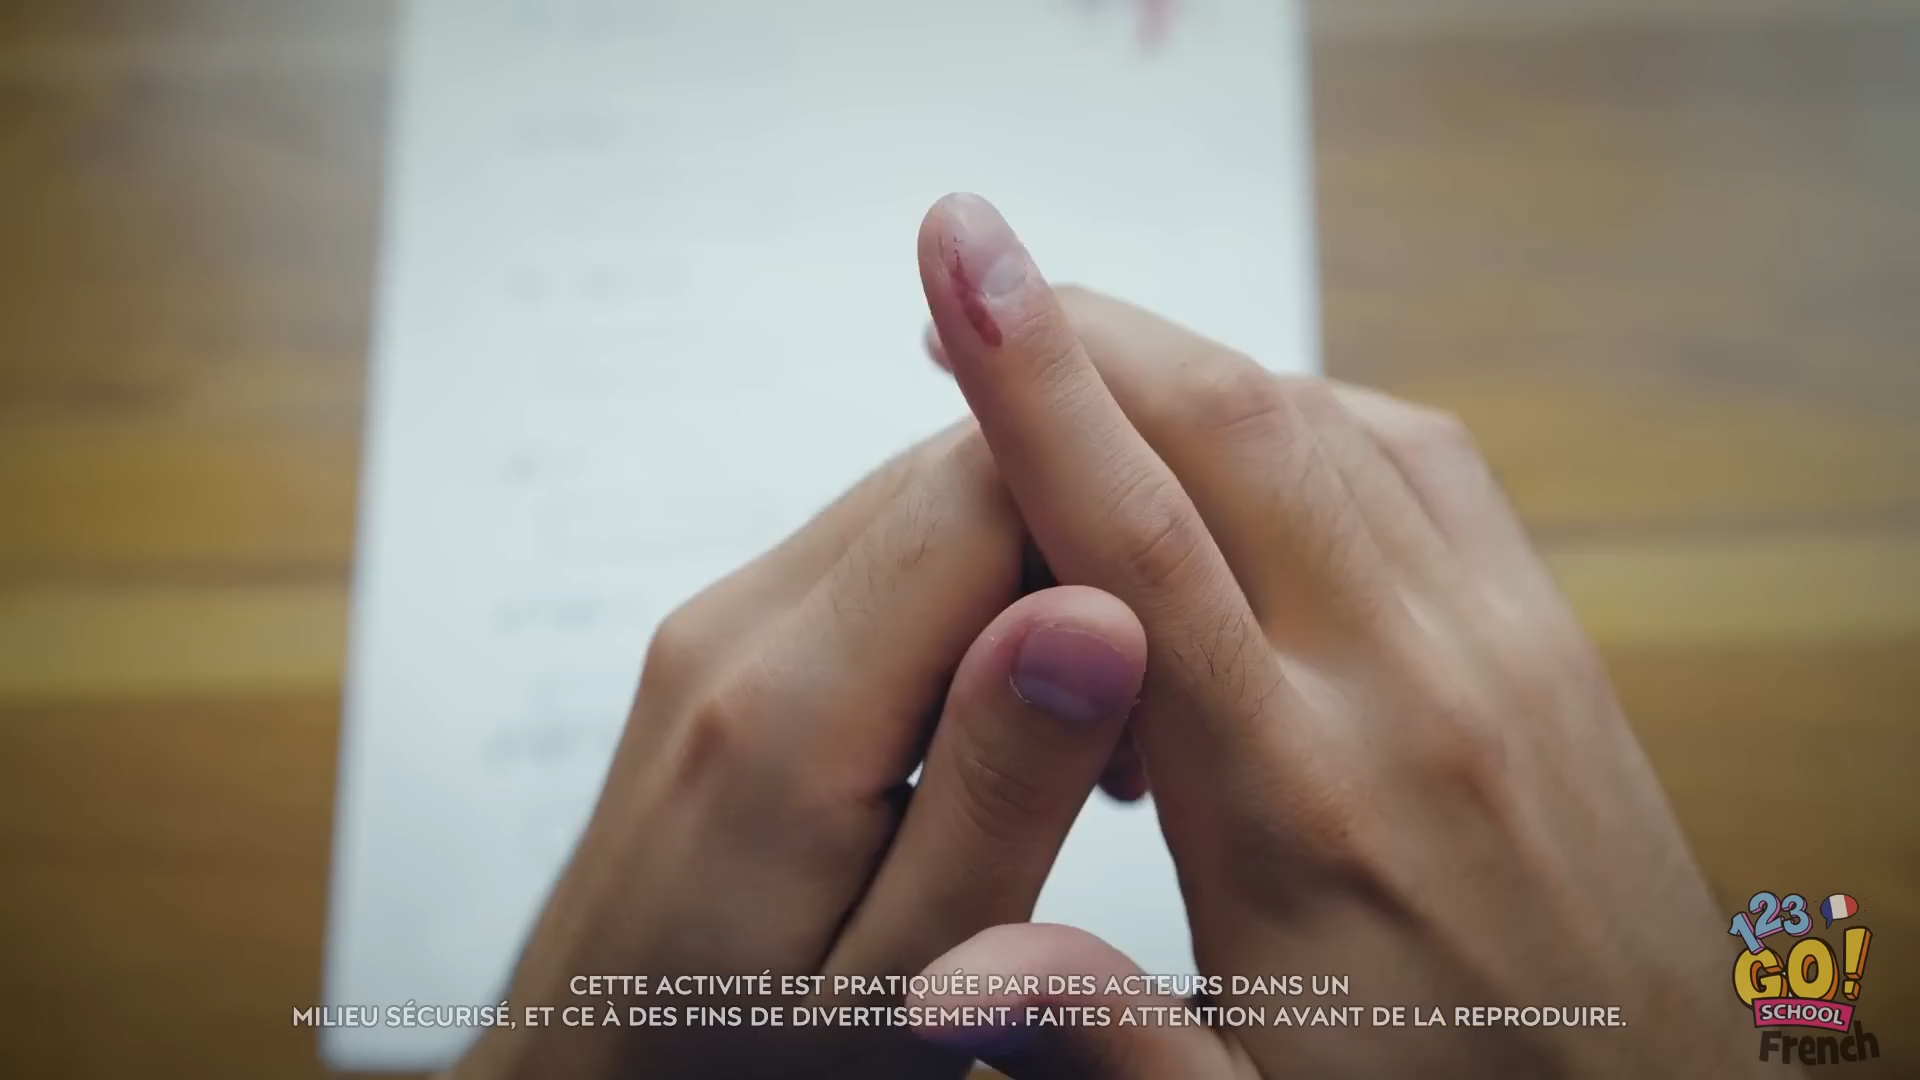 CETTE ACTIVITÉ EST PRATIQUÉE PAR DES ACTEURS DANS UN
MILIEU SÉCURISÉ, ET CE À DES FINS DE DIVERTISSEMENT. FAITES ATTENTION AVANT DE LA REPRODUIRE.
123
GO!
SCHOOL
French